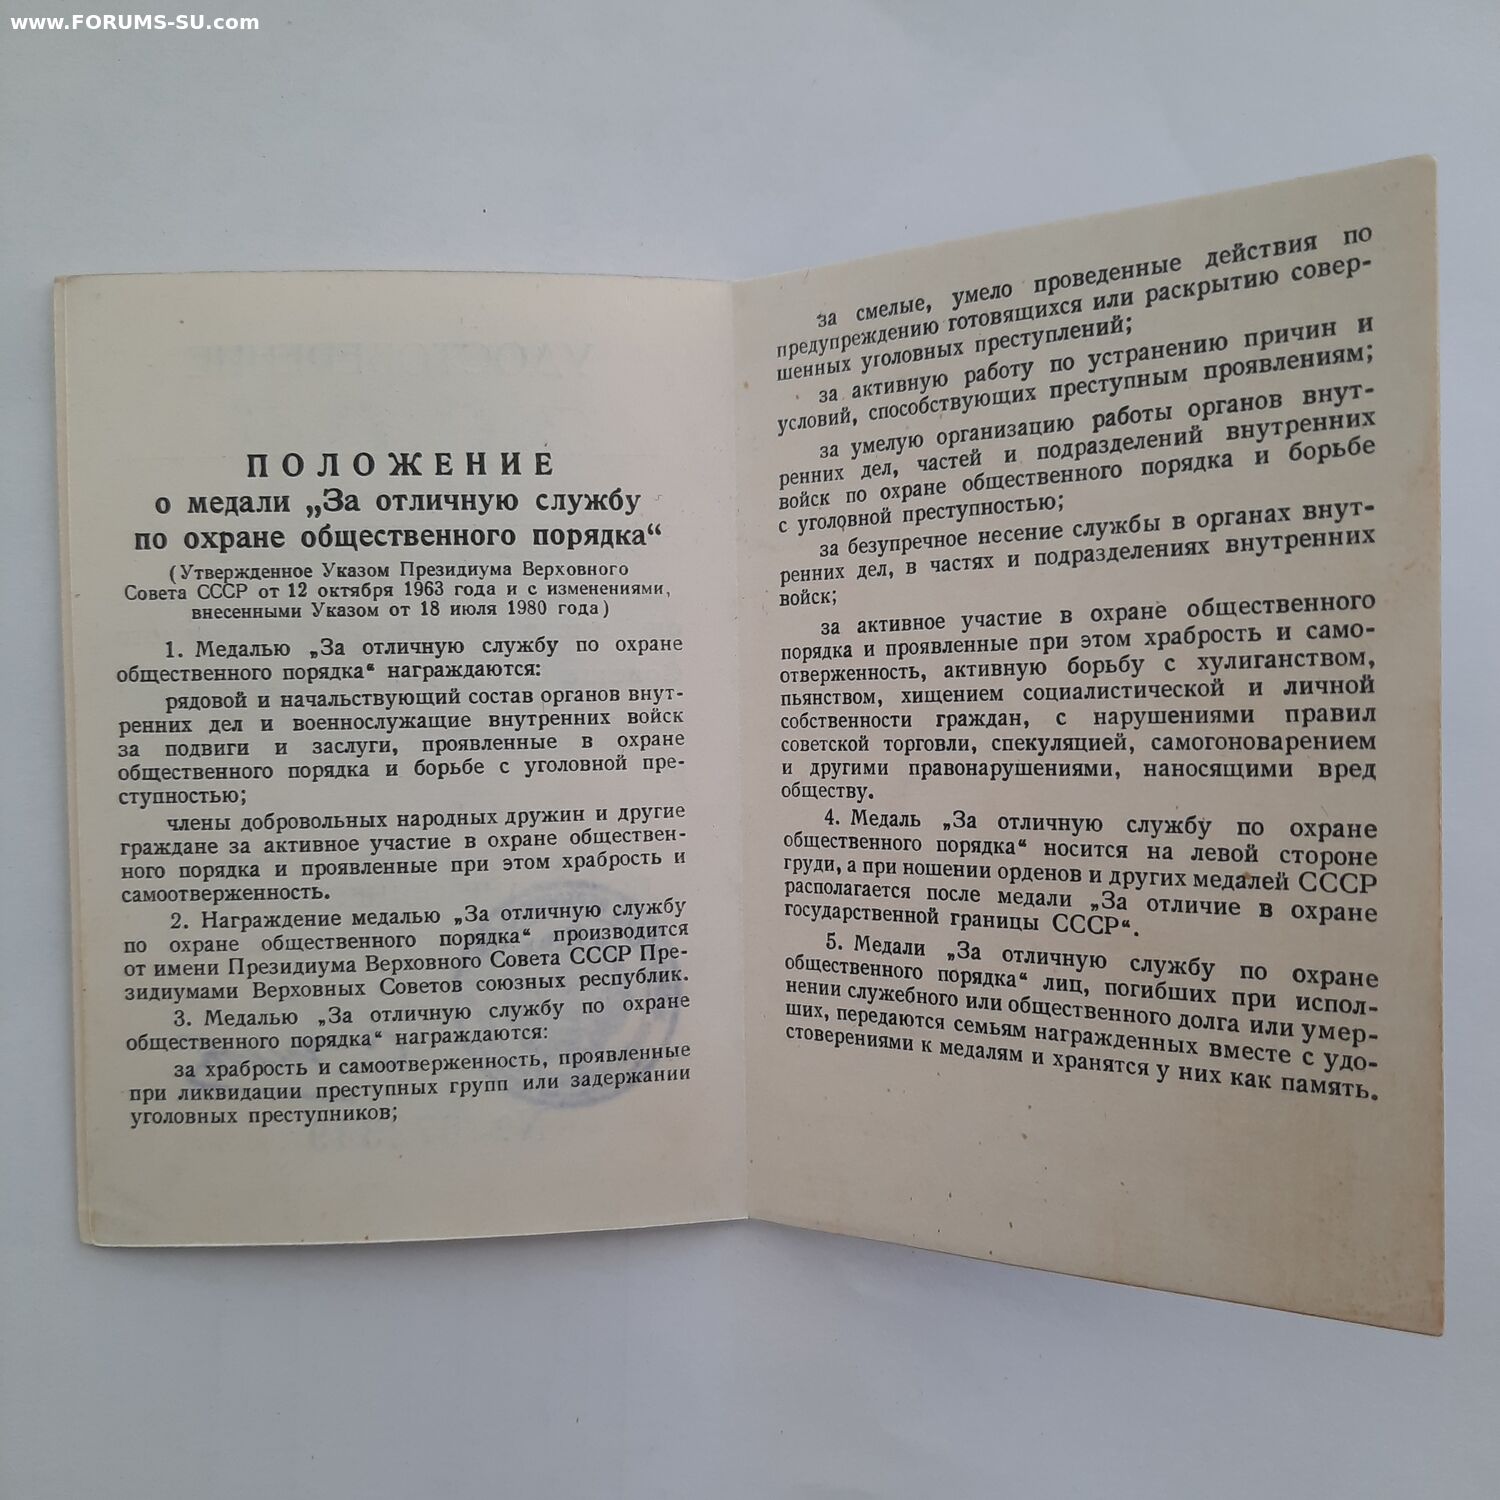 www.FORUMS-SU.com
ПОЛОЖЕНИЕ
о медали „За отличную службу
по охране общественного порядка“
(Утвержденное Указом Президиума Верховного
Совета СССР от 12 октября 1963 года и с изменениями,
внесенными Указом от 18 июля 1980 года)
1. Медалью „За отличную службу по охране
общественного порядка“ награждаются:
рядовой и начальствующий состав органов внут-
ренних дел и военнослужащие внутренних войск
за подвиги и заслуги, проявленные в охране
общественного порядка и борьбе с уголовной пре-
ступностью;
члены добровольных народных дружин и другие
граждане за активное участие в охране обществен-
ного порядка и проявленные при этом храбрость и
самоотверженность.
2. Награждение медалью „За отличную службу
по охране общественного порядка“ производится
от имени Президиума Верховного Совета СССР Пре-
зидиумами Верховных Советов союзных республик.
3. Медалью „За отличную службу по охране
общественного порядка“ награждаются:
за храбрость и самоотверженность, проявленные
при ликвидации преступных групп или задержании
уголовных преступников;
за смелые, умело проведенные действия по
предупреждению готовящихся или раскрытию совер-
шенных уголовных преступлений;
за активную работу по устранению причин и
условий, способствующих преступным проявлениям;
за умелую организацию работы органов внут-
ренних дел, частей и подразделений внутренних
войск по охране общественного порядка и борьбе
с уголовной преступностью;
за безупречное несение службы в органах внут-
ренних дел, в частях и подразделениях внутренних
войск;
за активное участие в охране общественного
порядка и проявленные при этом храбрость и само-
отверженность, активную борьбу с хулиганством,
пьянством, хищением социалистической и личной
собственности граждан, с нарушениями правил
советской торговли, спекуляцией, самогоноварением
и другими правонарушениями, наносящими вред
обществу.
4. Медаль „За отличную службу по охране
общественного порядка“ носится на левой стороне
груди, а при ношении орденов и других медалей СССР
располагается после медали „За отличие в охране
государственной границы СССР“.
5. Медали „За отличную службу по охране
общественного порядка“ лиц, погибших при испол-
нении служебного или общественного долга или умер-
ших, передаются семьям награжденных вместе с удо-
стоверениями к медалям и хранятся у них как память.